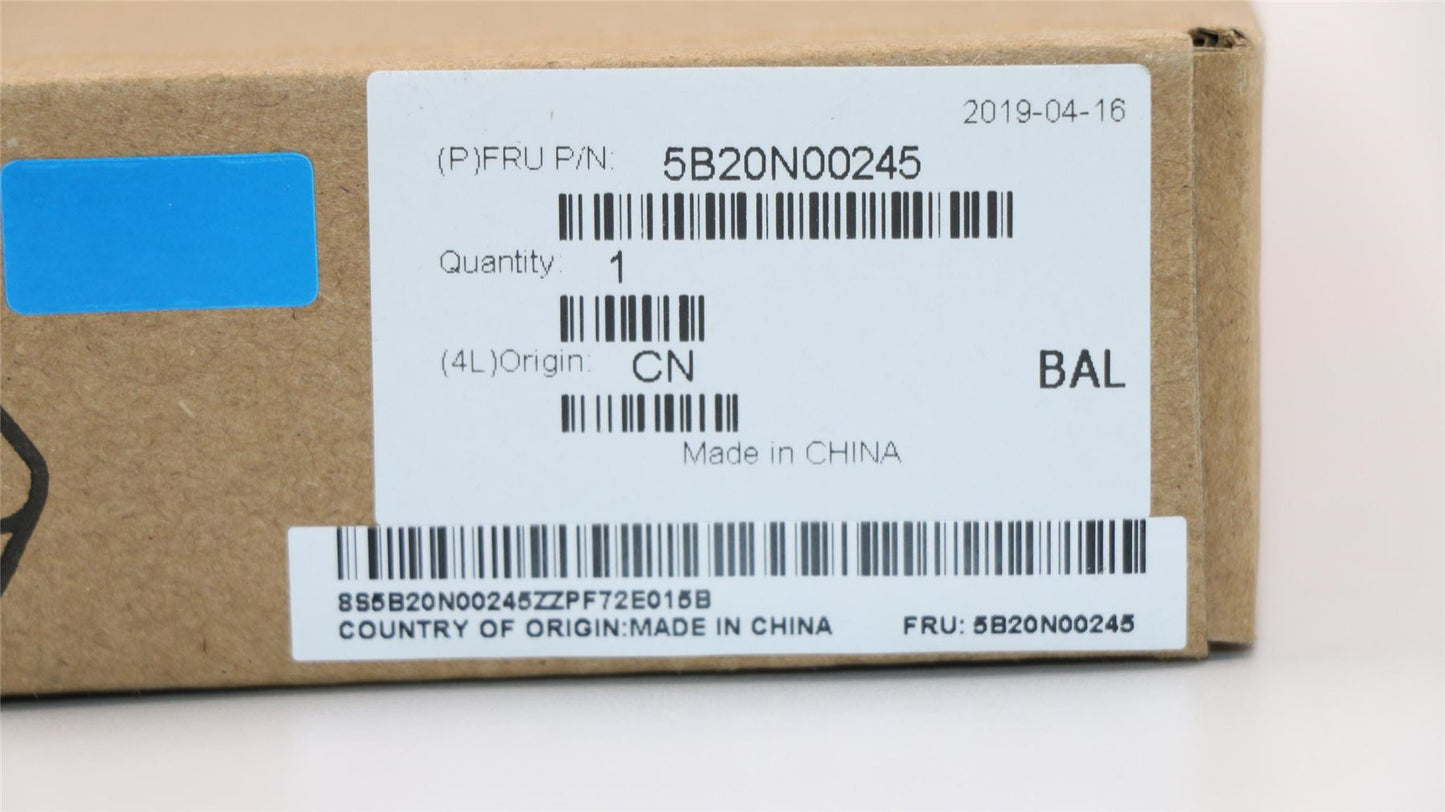 2019-04-16
(P)FRU P/N: 5B20N00245
Quantity: 1
(4L)Origin: CN
BAL
Made in CHINA
8S5B20N00245ZZPF72E015B
COUNTRY OF ORIGIN:MADE IN CHINA FRU: 5B20N00245